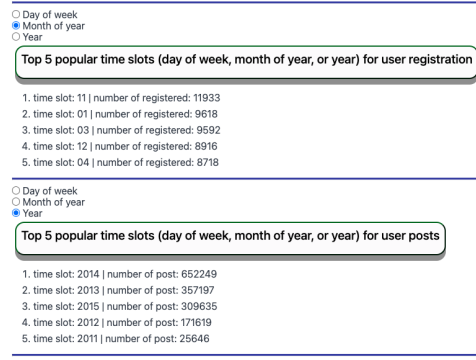 Day of week
Month of year
Year
Top 5 popular time slots (day of week, month of year, or year) for user registration
1. time slot: 11 | number of registered: 11933
2. time slot: 01 | number of registered: 9618
3. time slot: 03 | number of registered: 9592
4. time slot: 12 | number of registered: 8916
5. time slot: 04 | number of registered: 8718
Day of week
Month of year
Year
Top 5 popular time slots (day of week, month of year, or year) for user posts
1. time slot: 2014 | number of post: 652249
2. time slot: 2013 | number of post: 357197
3. time slot: 2015 | number of post: 309635
4. time slot: 2012 | number of post: 171619
5. time slot: 2011 | number of post: 25646